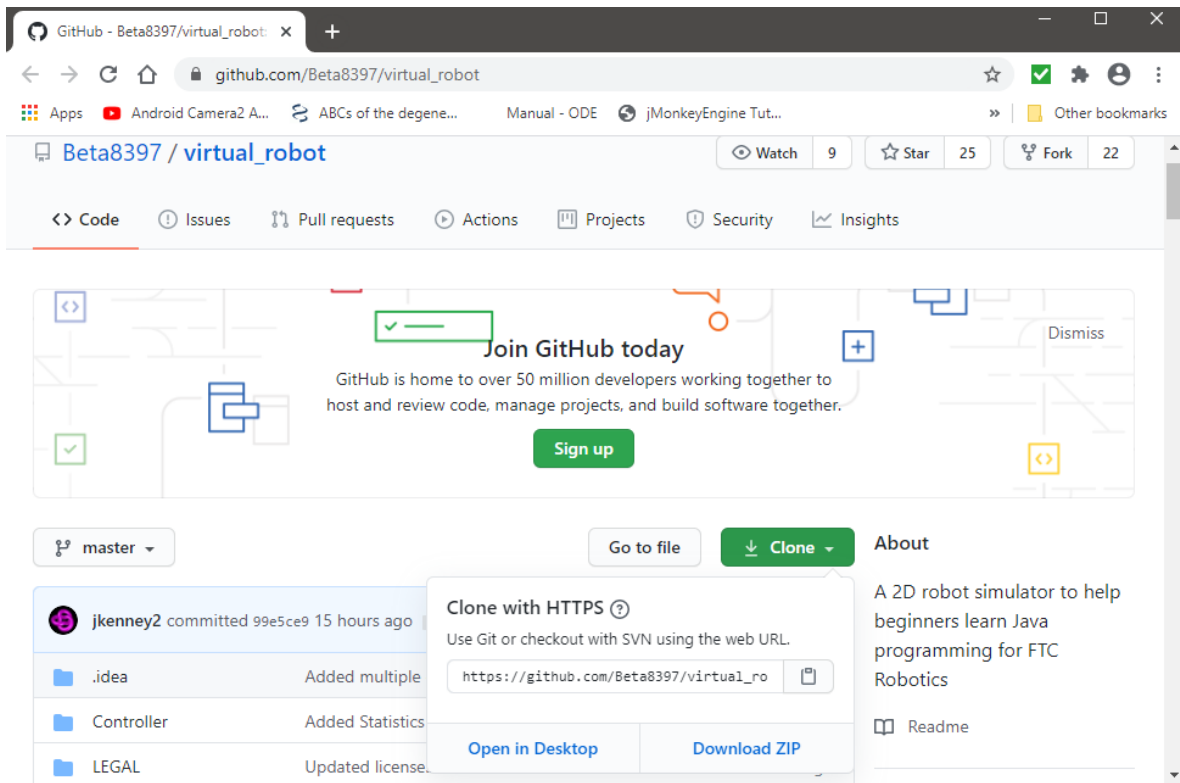 GitHub - Beta8397/virtual_robot:
github.com/Beta8397/virtual_robot
Apps Android Camera2 A... ABCs of the degene... Manual - ODE jMonkeyEngine Tut... » Other bookmarks
Beta8397 / virtual_robot Watch 9 Star 25 Fork 22
<> Code Issues Pull requests Actions Projects Security Insights
Dismiss
Join GitHub today
GitHub is home to over 50 million developers working together to
host and review code, manage projects, and build software together.
Sign up
master Go to file Clone
jkenney2 committed 99e5ce9 15 hours ago
.idea Added multiple
Controller Added Statistics
LEGAL Updated license.
Clone with HTTPS ?
Use Git or checkout with SVN using the web URL.
https://github.com/Beta8397/virtual_ro
Open in Desktop Download ZIP
About
A 2D robot simulator to help
beginners learn Java
programming for FTC
Robotics
Readme